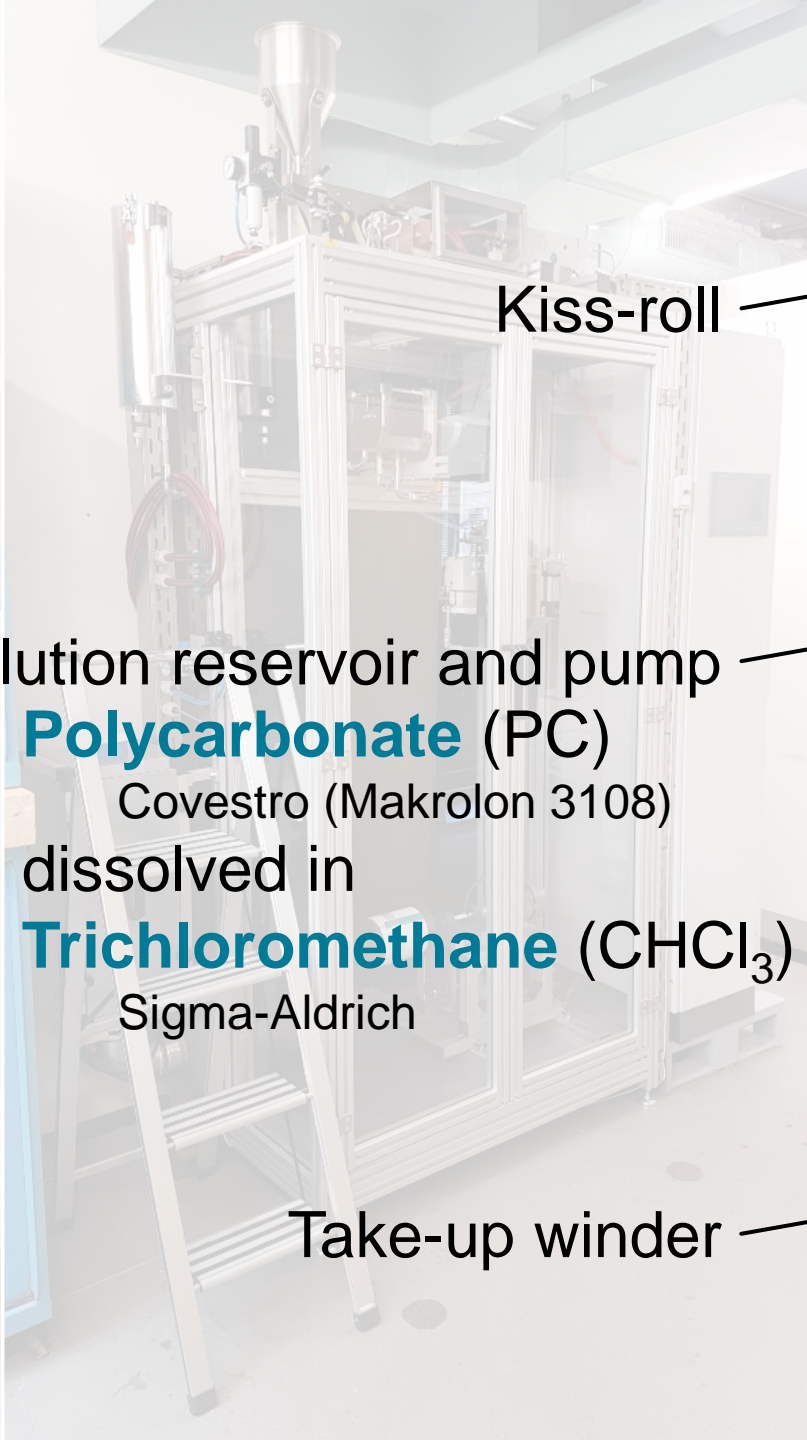 Kiss-roll
lution reservoir and pump
Polycarbonate (PC)
Covestro (Makrolon 3108)
dissolved in
Trichloromethane (CHCl₃)
Sigma-Aldrich
Take-up winder